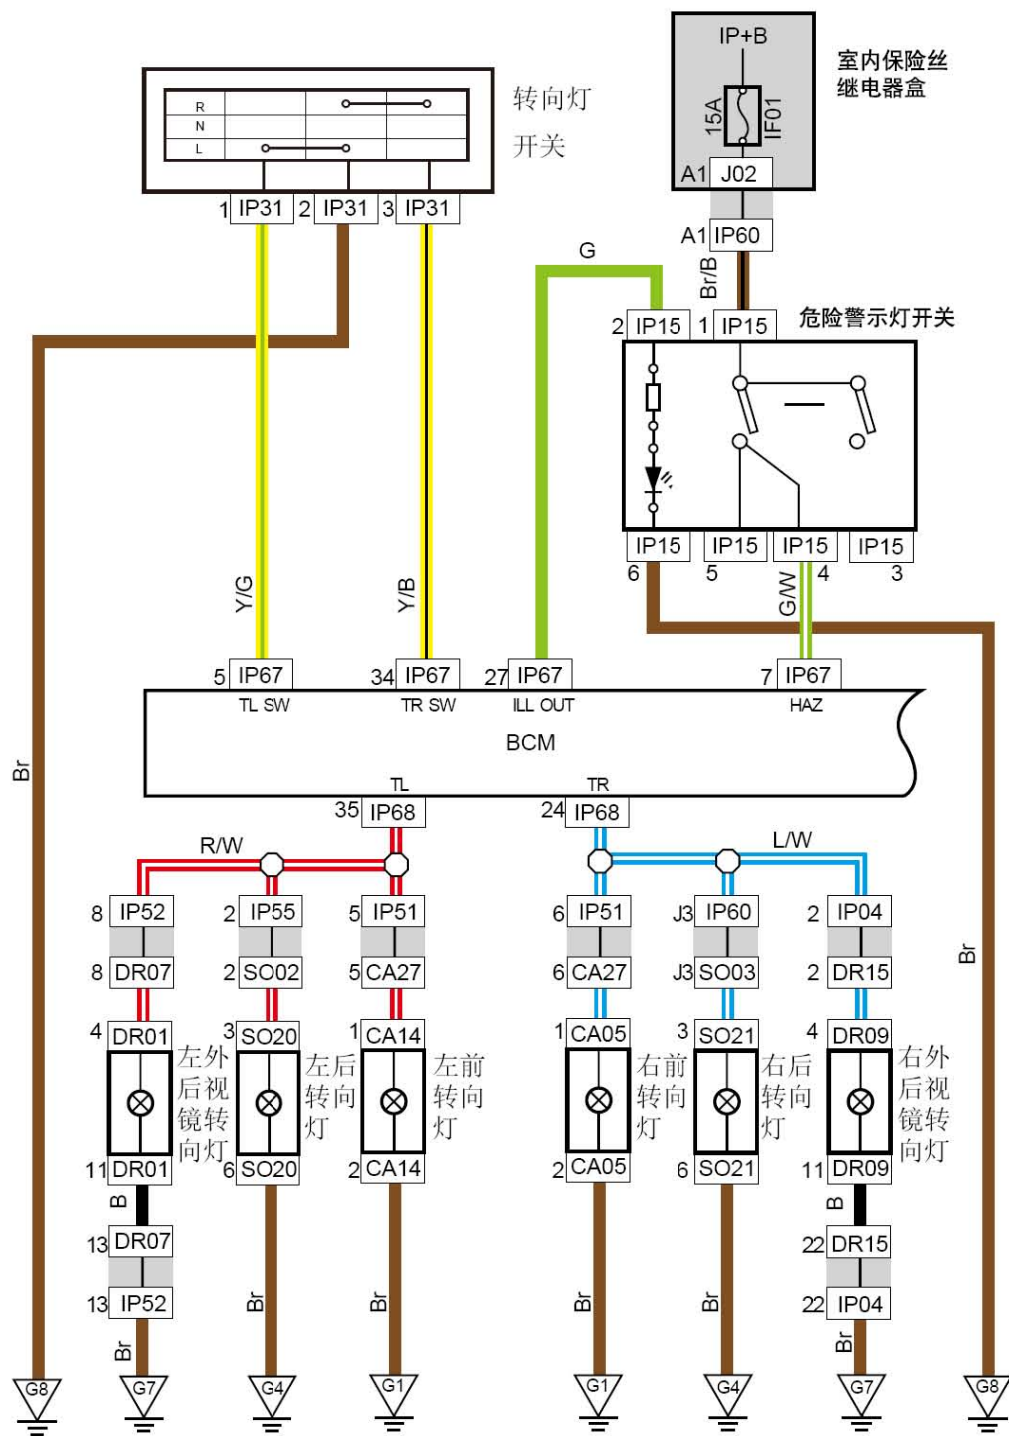 IP+B
室内保险丝
继电器盒
15A
IF01
A1 J02
A1 IP60
Br/B
转向灯
开关
R
N
L
1 IP31 2 IP31 3 IP31
G
2 IP15 1 IP15
危险警示灯开关
IP15 IP15 IP15 IP15
6 5 4 3
Y/G
Y/B
G/W
5 IP67 34 IP67 27 IP67 7 IP67
TL SW TR SW ILL OUT HAZ
BCM
TL TR
35 IP68 24 IP68
Br
R/W
L/W
8 IP52 2 IP55 5 IP51 6 IP51 J3 IP60 2 IP04
Br
8 DR07 2 SO02 5 CA27 6 CA27 J3 SO03 2 DR15
4 DR01 3 SO20 1 CA14 1 CA05 3 SO21 4 DR09
左外
后视
镜转
向灯
左后
转向
灯
左前
转向
灯
右前
转向
灯
右后
转向
灯
右外
后视
镜转
向灯
11 DR01 6 SO20 2 CA14 2 CA05 6 SO21 11 DR09
B B
13 DR07 22 DR15
13 IP52 22 IP04
Br Br Br Br Br Br
G8 G7 G4 G1 G1 G4 G7 G8